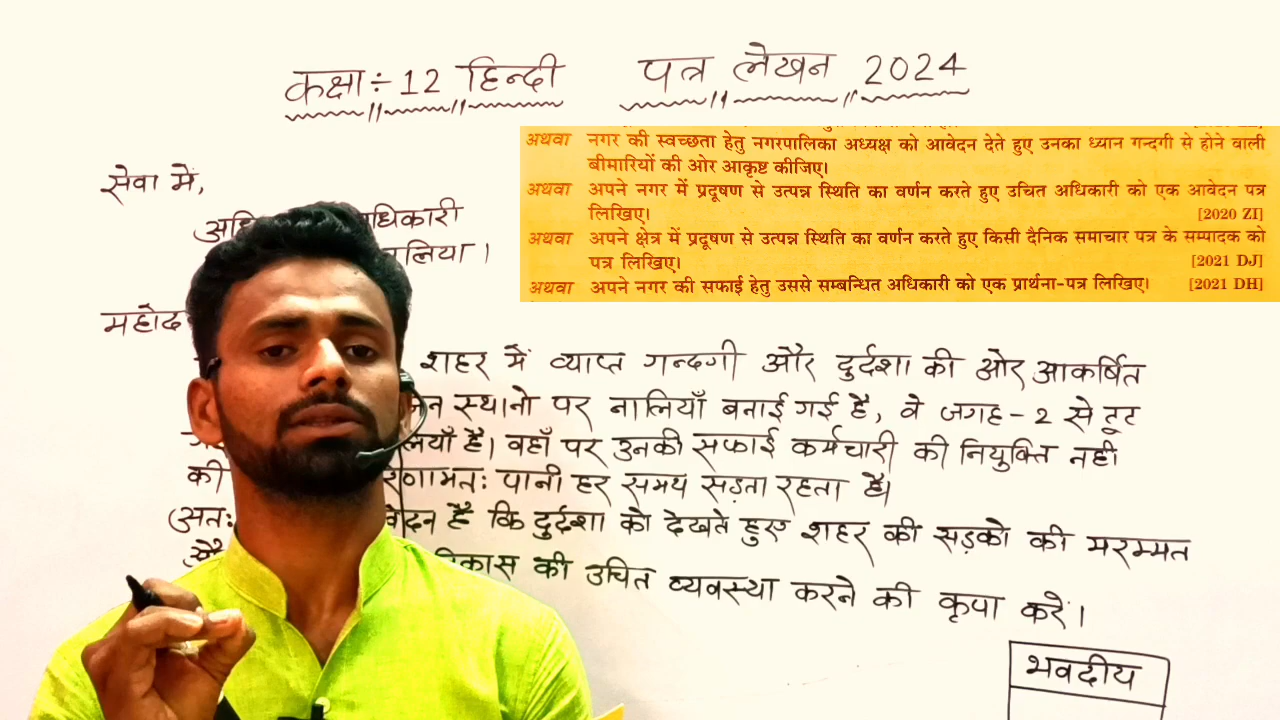 कक्षा÷12 हिन्दी पत्र लेखन 2024
अथवा नगर की स्वच्छता हेतु नगरपालिका अध्यक्ष को आवेदन देते हुए उनका ध्यान गन्दगी से होने वाली
बीमारियों की ओर आकृष्ट कीजिए।
अथवा अपने नगर में प्रदूषण से उत्पन्न स्थिति का वर्णन करते हुए उचित अधिकारी को एक आवेदन पत्र
लिखिए। [2020 ZI]
अथवा अपने क्षेत्र में प्रदूषण से उत्पन्न स्थिति का वर्णन करते हुए किसी दैनिक समाचार पत्र के सम्पादक को
पत्र लिखिए। [2021 DJ]
अथवा अपने नगर की सफाई हेतु उससे सम्बन्धित अधिकारी को एक प्रार्थना-पत्र लिखिए। [2021 DH]
सेवा में,
महोद
शहर में व्याप्त गन्दगी और दुर्दशा की ओर आकर्षित
स्थानो पर नालियाँ बनाई गई है, वे जगह-2 से टूट
है। वहाँ पर उनकी सफाई कर्मचारी की नियुक्ति नही
की पानी हर समय सड़ता रहता है।
अतः है कि दुर्दशा को देखते हुए शहर की सड़को की मरम्मत
की उचित व्यवस्था करने की कृपा करें।
भवदीय